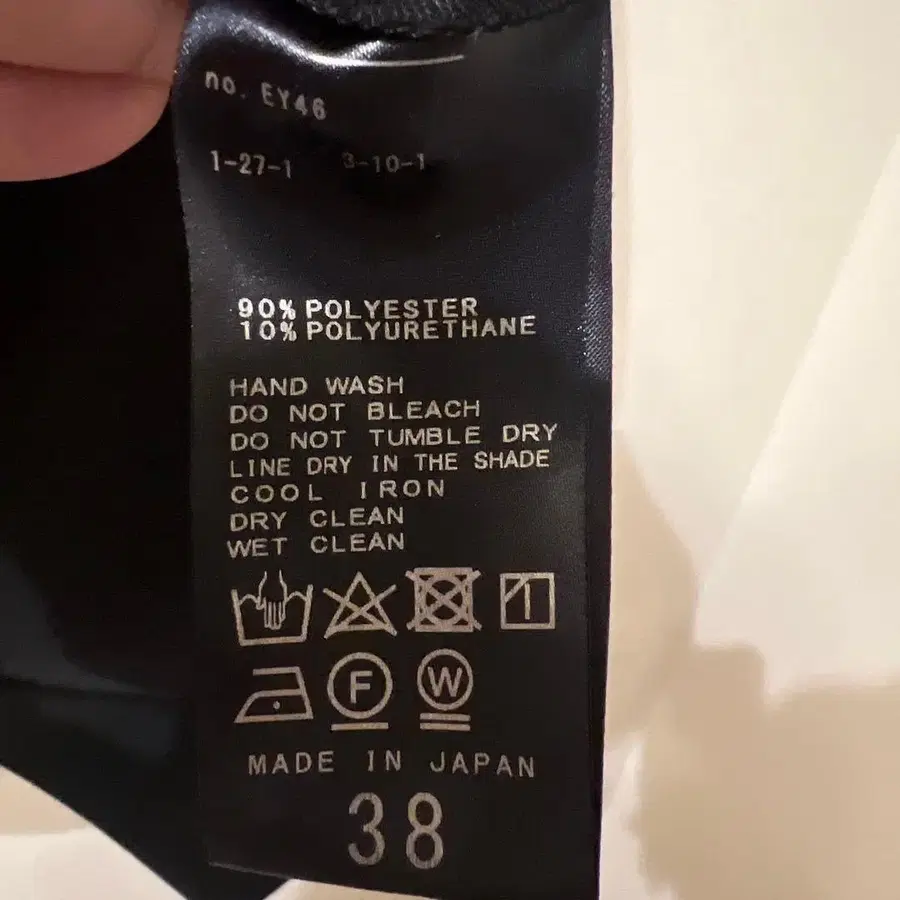 no. EY46
1-27-1 3-10-1
90% POLYESTER
10% POLYURETHANE
HAND WASH
DO NOT BLEACH
DO NOT TUMBLE DRY
LINE DRY IN THE SHADE
COOL IRON
DRY CLEAN
WET CLEAN
F W
MADE IN JAPAN
38